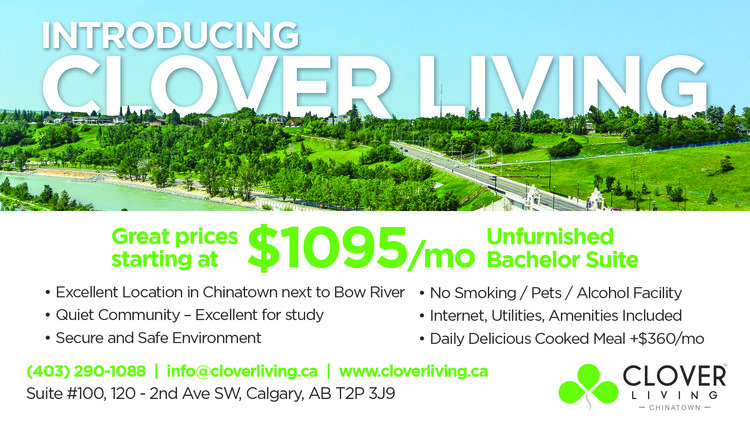 INTRODUCING
CLOVER LIVING
Great prices
starting at
$1095/mo
Unfurnished
Bachelor Suite
• Excellent Location in Chinatown next to Bow River
• Quiet Community – Excellent for study
• Secure and Safe Environment
• No Smoking / Pets / Alcohol Facility
• Internet, Utilities, Amenities Included
• Daily Delicious Cooked Meal +$360/mo
(403) 290-1088 | info@cloverliving.ca | www.cloverliving.ca
Suite #100, 120 - 2nd Ave SW, Calgary, AB T2P 3J9
CLOVER
LIVING
— CHINATOWN —